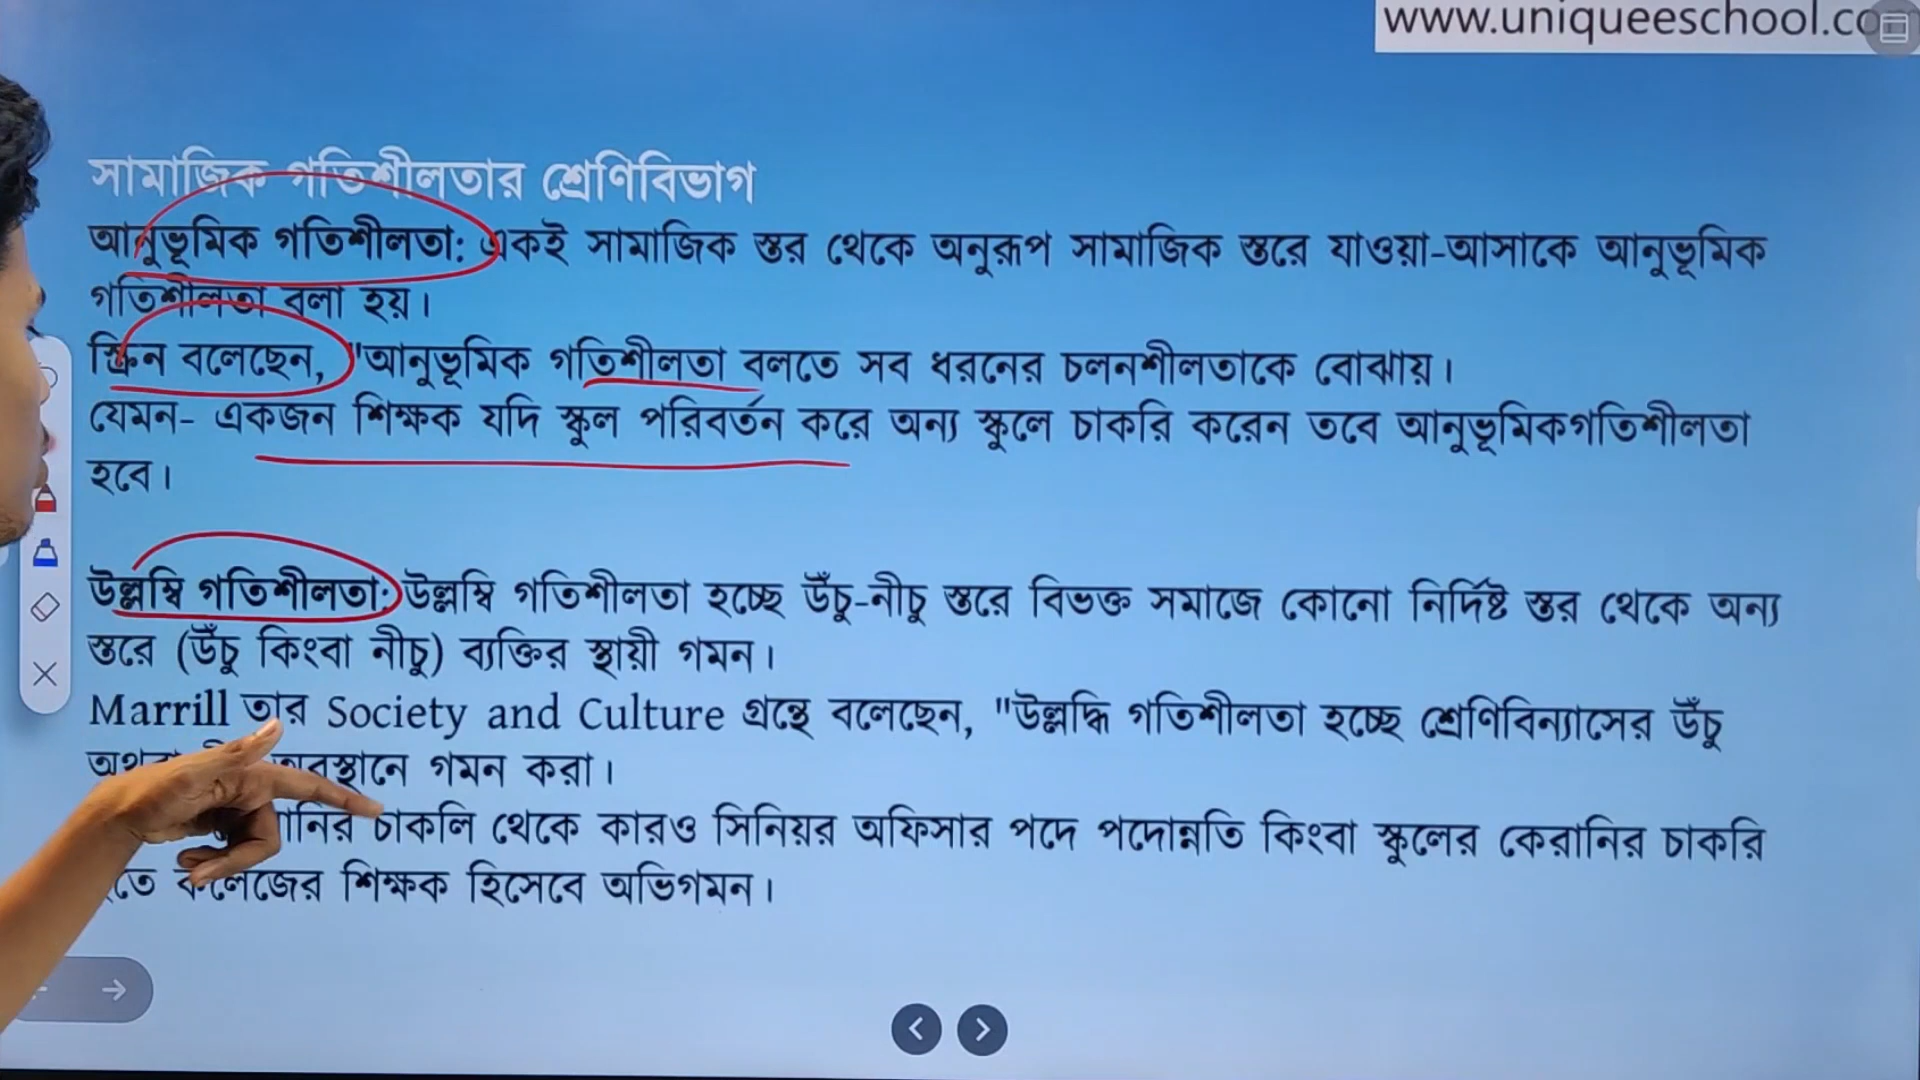 www.uniqueeschool.co
সামাজিক গতিশীলতার শ্রেণিবিভাগ
আনুভূমিক গতিশীলতা: একই সামাজিক স্তর থেকে অনুরূপ সামাজিক স্তরে যাওয়া-আসাকে আনুভূমিক
গতিশীলতা বলা হয়।
স্ক্রিন বলেছেন, "আনুভূমিক গতিশীলতা বলতে সব ধরনের চলনশীলতাকে বোঝায়।
যেমন- একজন শিক্ষক যদি স্কুল পরিবর্তন করে অন্য স্কুলে চাকরি করেন তবে আনুভূমিকগতিশীলতা
হবে।
উল্লম্বি গতিশীলতা: উল্লম্বি গতিশীলতা হচ্ছে উঁচু-নীচু স্তরে বিভক্ত সমাজে কোনো নির্দিষ্ট স্তর থেকে অন্য
স্তরে (উঁচু কিংবা নীচু) ব্যক্তির স্থায়ী গমন।
Marrill তার Society and Culture গ্রন্থে বলেছেন, "উল্লদ্ধি গতিশীলতা হচ্ছে শ্রেণিবিন্যাসের উঁচু
অবস্থানে গমন করা।
চাকলি থেকে কারও সিনিয়র অফিসার পদে পদোন্নতি কিংবা স্কুলের কেরানির চাকরি
কলেজের শিক্ষক হিসেবে অভিগমন।